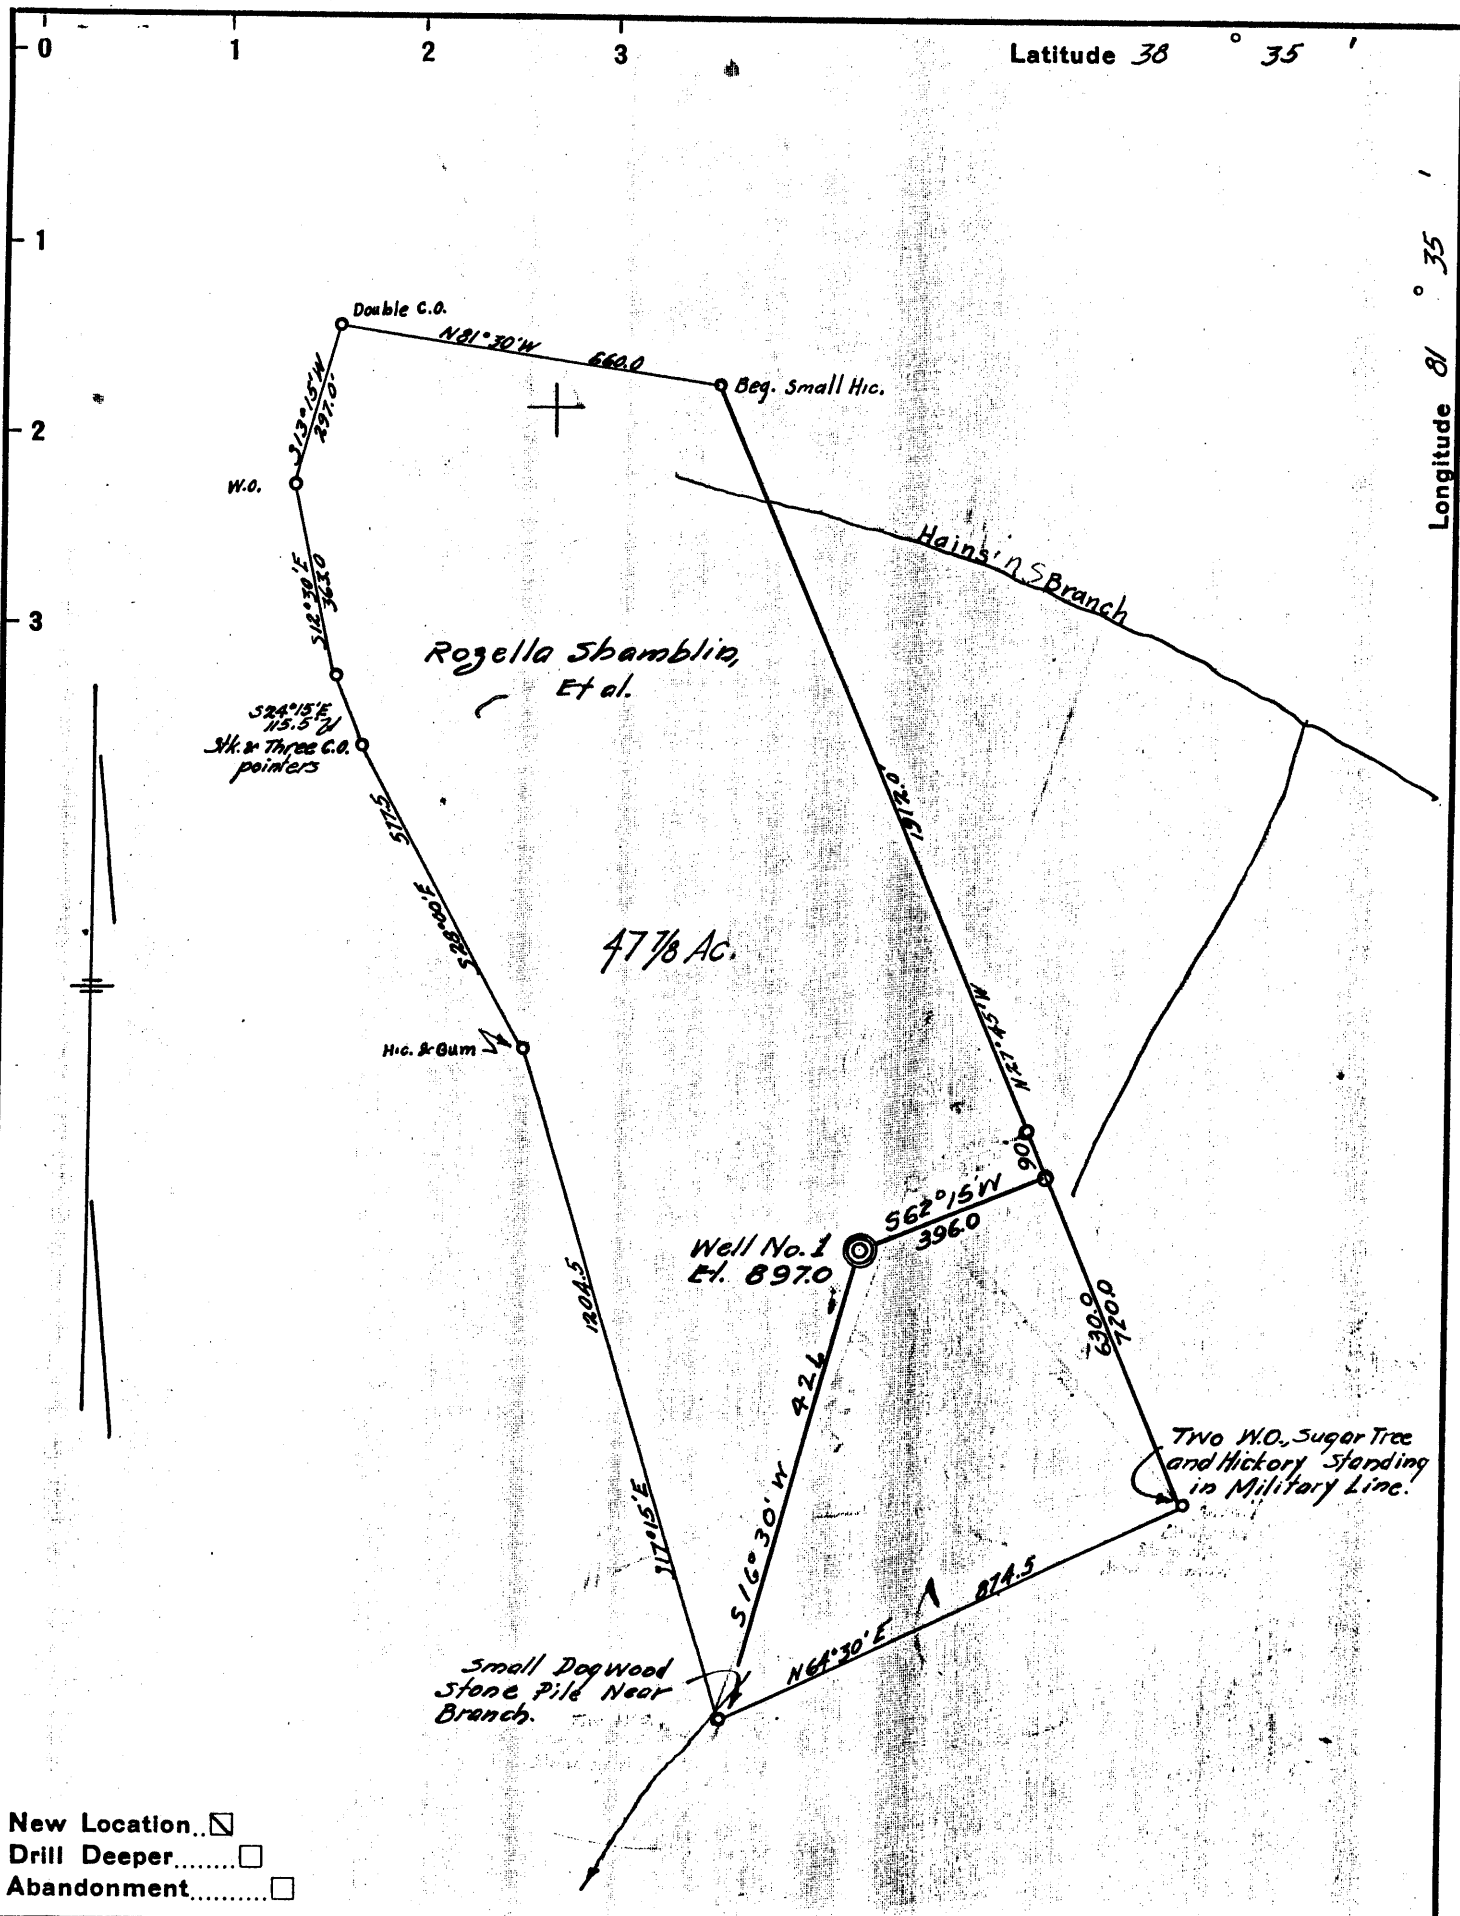 0 1 2 3 Latitude 38 ° 35 '
1
2
3
Longitude 81 ° 35 '
Double C.O.
N81°30'W 660.0
Beg. Small Hic.
S13°15'W
297.0'
W.O.
S12°30'E
363.0
Hains'n S Branch
Rozella Shamblin,
Et al.
S24°15'E
115.5'
Stk. & Three C.O.
pointers
577.5
S28°00'E
1512.0
N27°45'W
47 7/8 Ac.
Hic. & Gum
90
S62°15'W
396.0
Well No. 1
El. 897.0
630.0
720.0
1204.5
S17°15'E
426
S16°30'W
Two W.O., Sugar Tree
and Hickory Standing
in Military Line.
874.5
N64°30'E
Small Dogwood
Stone Pile Near
Branch.
New Location..
Drill Deeper........
Abandonment..........